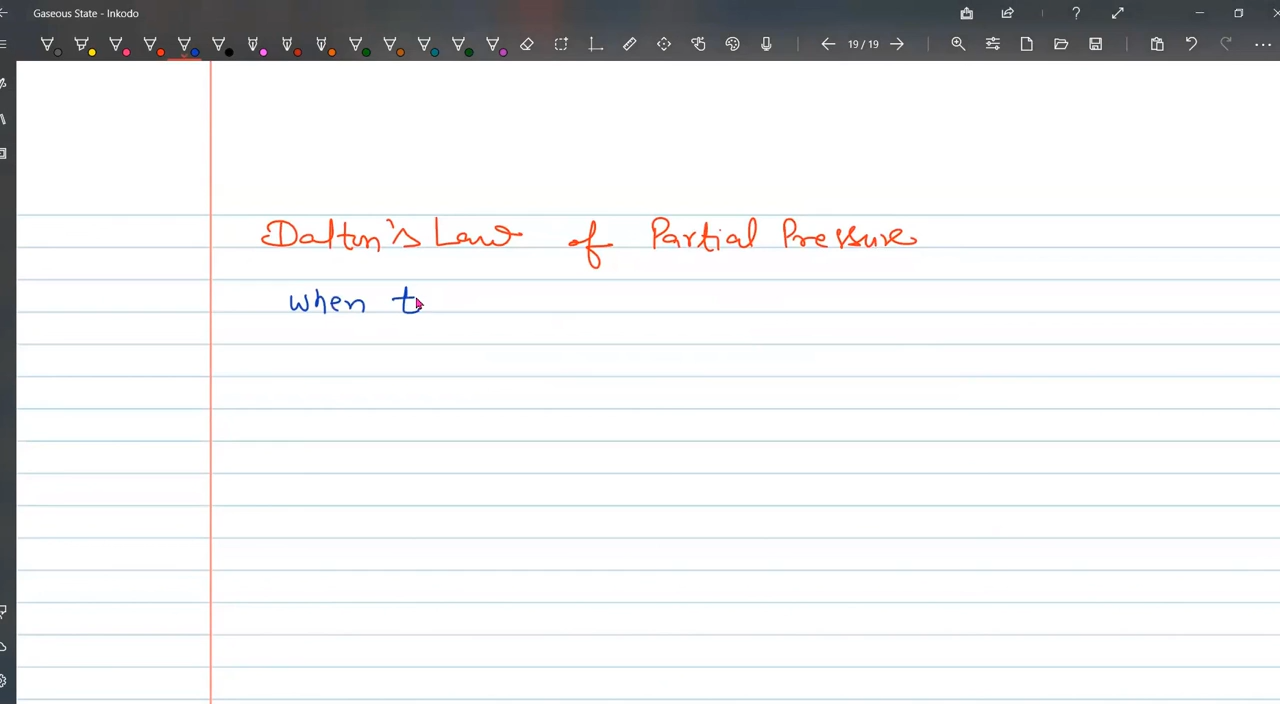 Gaseous State - Inkodo
19 / 19
Dalton's Law of Partial Pressure
when t